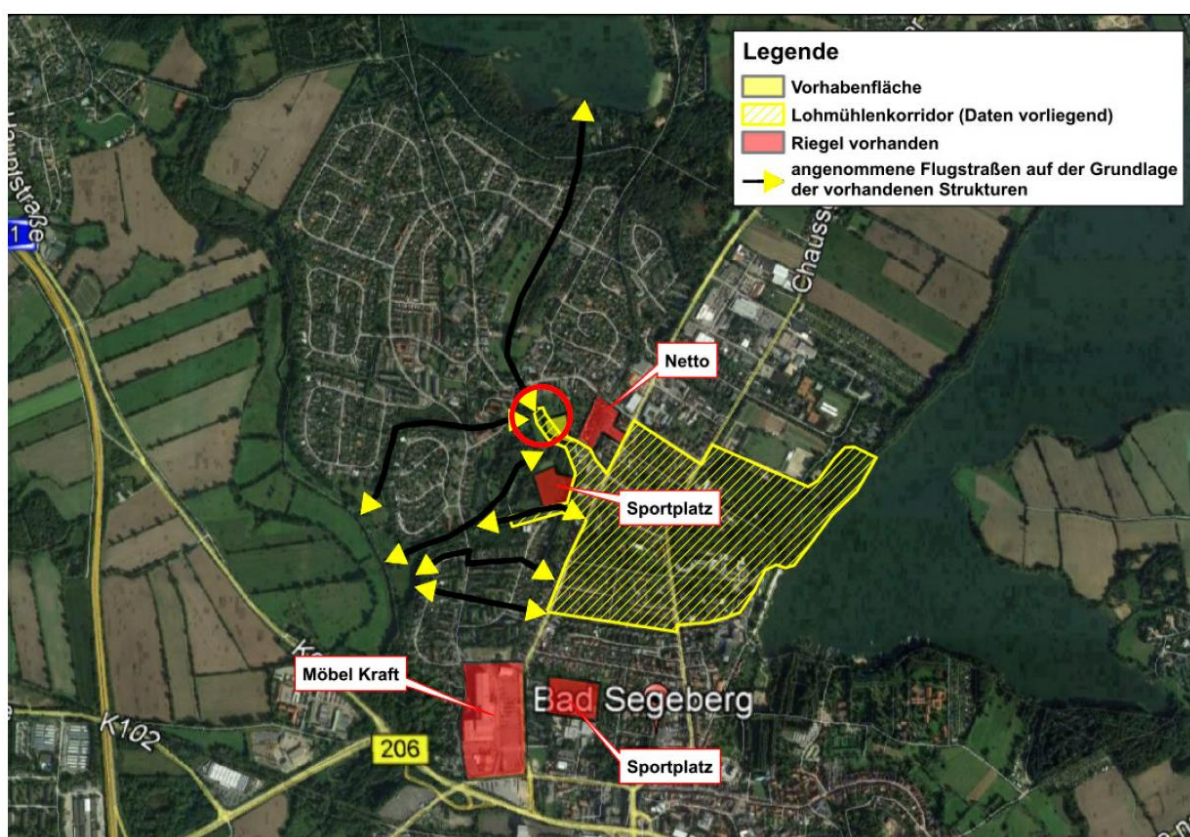 Legende
Vorhabenfläche
Lohmühlenkorridor (Daten vorliegend)
Riegel vorhanden
angenommene Flugstraßen auf der Grundlage
der vorhandenen Strukturen
1
Netto
Sportplatz
Möbel Kraft
Bad Segeberg
K102
206
Sportplatz